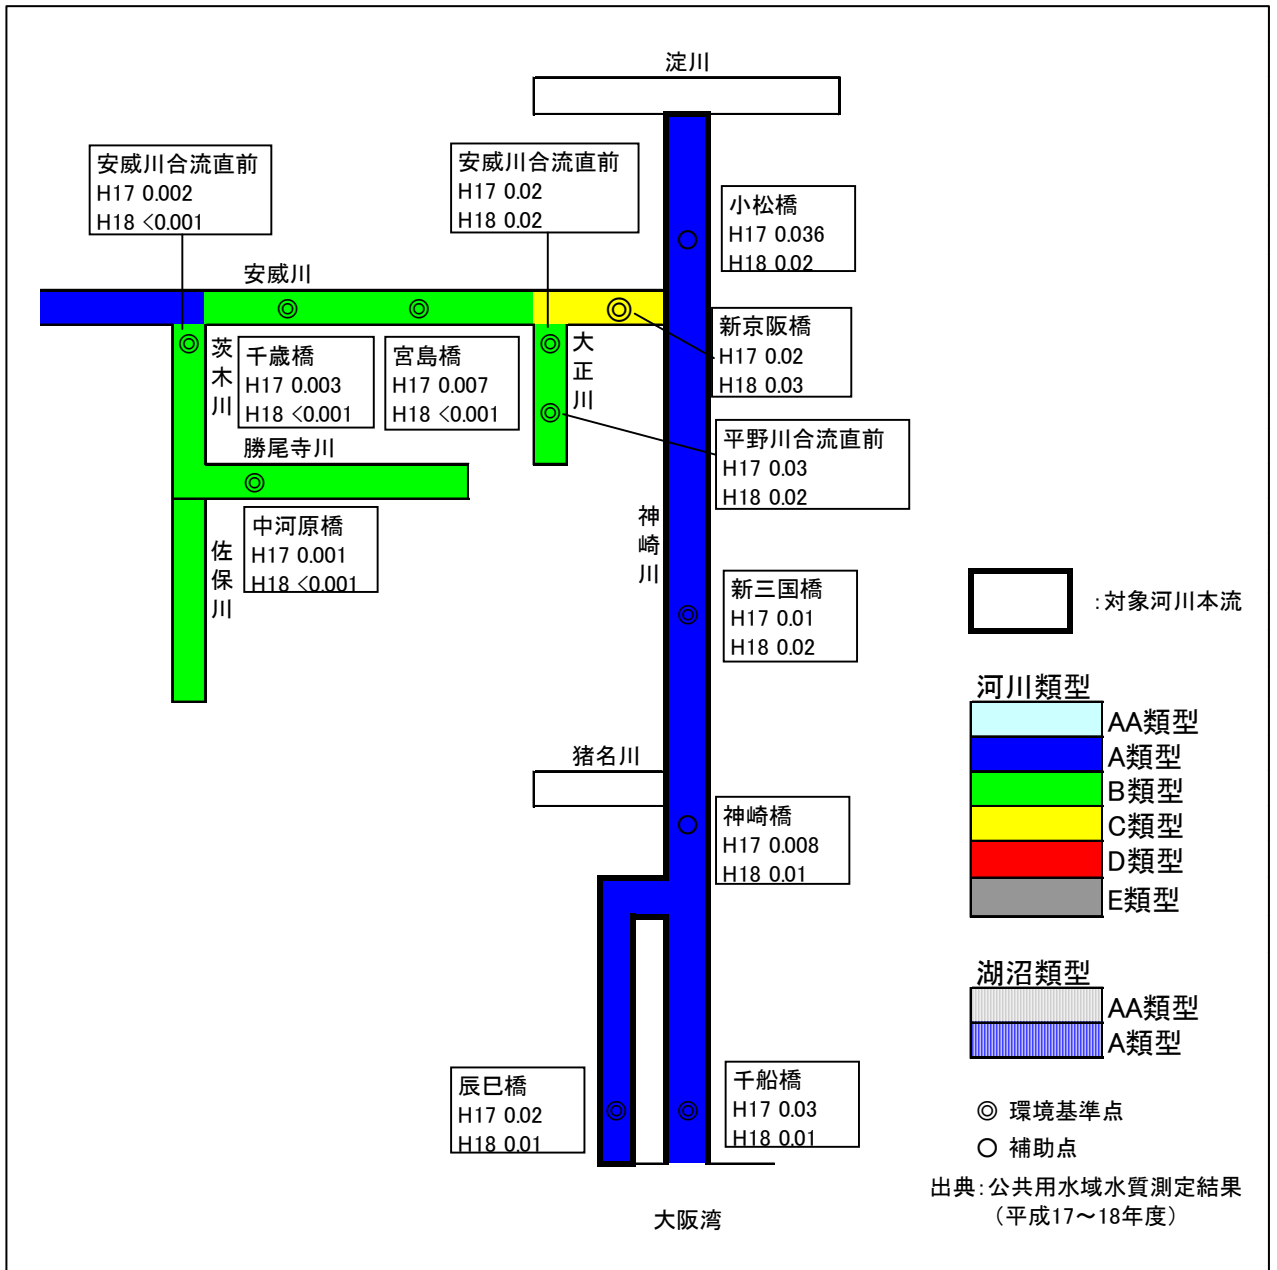 淀川
安威川合流直前
H17 0.002
H18 <0.001
安威川合流直前
H17 0.02
H18 0.02
小松橋
H17 0.036
H18 0.02
安威川
新京阪橋
H17 0.02
H18 0.03
茨木川
千歳橋
H17 0.003
H18 <0.001
宮島橋
H17 0.007
H18 <0.001
大正川
平野川合流直前
H17 0.03
H18 0.02
勝尾寺川
中河原橋
H17 0.001
H18 <0.001
佐保川
神崎川
新三国橋
H17 0.01
H18 0.02
:対象河川本流
河川類型
AA類型
A類型
B類型
C類型
D類型
E類型
猪名川
神崎橋
H17 0.008
H18 0.01
湖沼類型
AA類型
A類型
辰巳橋
H17 0.02
H18 0.01
千船橋
H17 0.03
H18 0.01
◎ 環境基準点
○ 補助点
出典:公共用水域水質測定結果
(平成17～18年度)
大阪湾